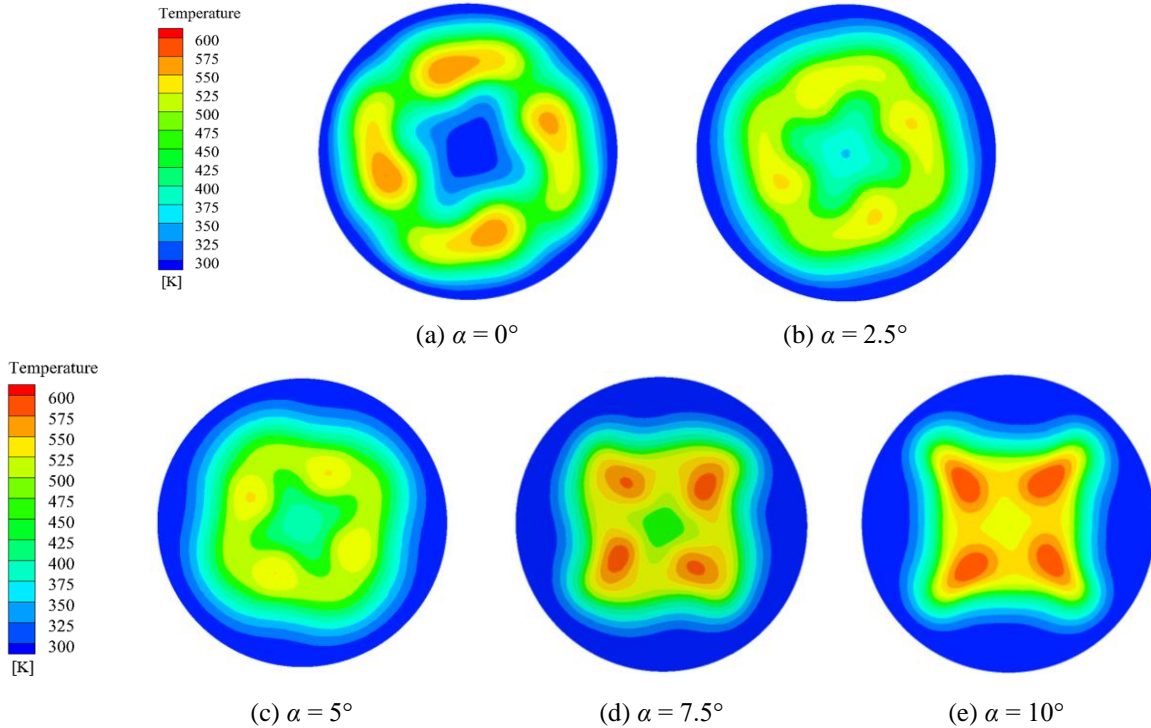 Temperature
600
575
550
525
500
475
450
425
400
375
350
325
300
[K]
(a) α = 0°
(b) α = 2.5°
Temperature
600
575
550
525
500
475
450
425
400
375
350
325
300
[K]
(c) α = 5°
(d) α = 7.5°
(e) α = 10°